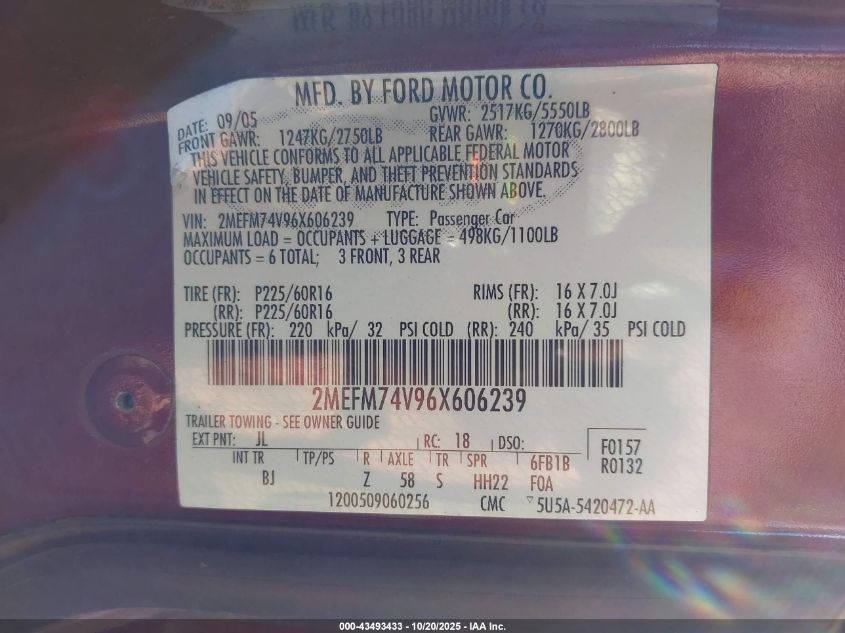 MFD. BY FORD MOTOR CO.
DATE: 09/05 GVWR: 2517KG/5550LB
FRONT GAWR: 1247KG/2750LB REAR GAWR: 1270KG/2800LB
THIS VEHICLE CONFORMS TO ALL APPLICABLE FEDERAL MOTOR
VEHICLE SAFETY, BUMPER, AND THEFT PREVENTION STANDARDS
IN EFFECT ON THE DATE OF MANUFACTURE SHOWN ABOVE.
VIN: 2MEFM74V96X606239 TYPE: Passenger Car
MAXIMUM LOAD = OCCUPANTS + LUGGAGE = 498KG/1100LB
OCCUPANTS = 6 TOTAL; 3 FRONT, 3 REAR
TIRE (FR): P225/60R16 RIMS (FR): 16 X 7.0J
(RR): P225/60R16 (RR): 16 X 7.0J
PRESSURE (FR): 220 kPa/ 32 PSI COLD (RR): 240 kPa/ 35 PSI COLD
2MEFM74V96X606239
TRAILER TOWING - SEE OWNER GUIDE
EXT PNT: JL RC: 18 DSO: F0157
INT TR TP/PS R AXLE TR SPR 6FB1B R0132
BJ Z 58 S HH22 F0A
1200509060256 CMC 5U5A-5420472-AA
000-43493433 - 10/20/2025 - IAA Inc.